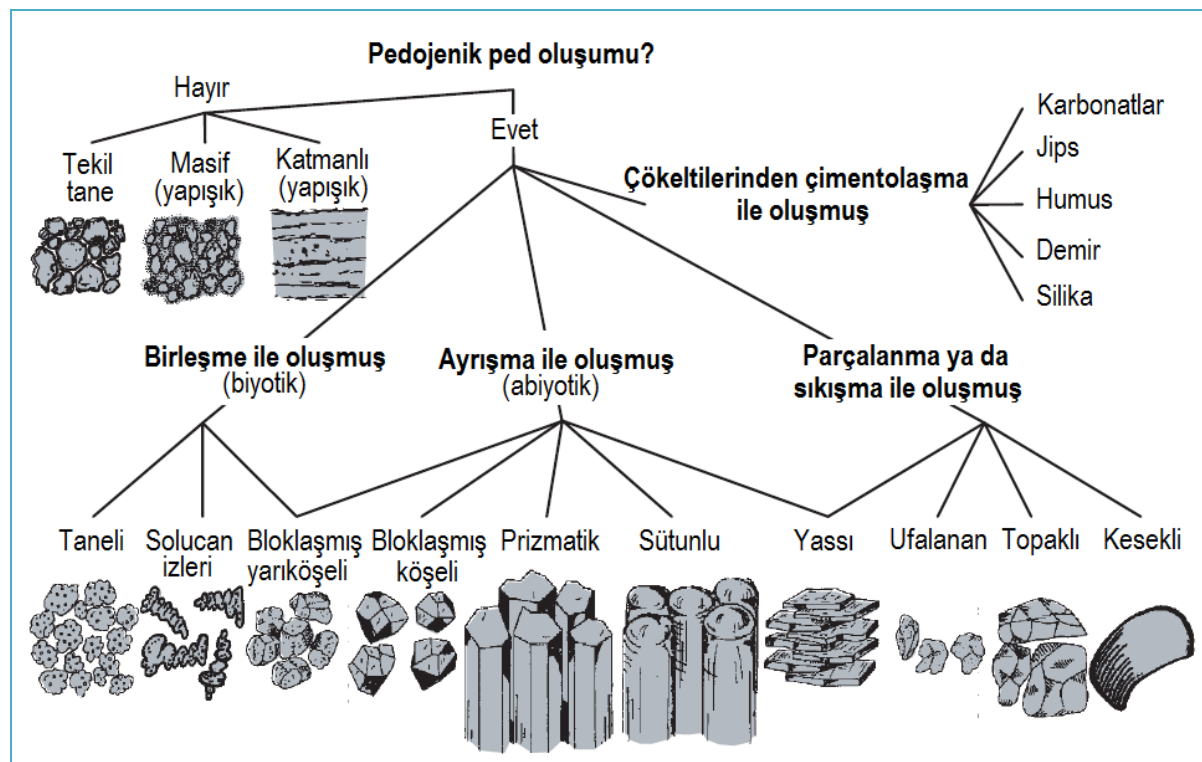 Pedojenik ped oluşumu?
Hayır
Evet
Tekil
tane
Masif
(yapışık)
Katmanlı
(yapışık)
Çökeltilerinden çimentolaşma
ile oluşmuş
Karbonatlar
Jips
Humus
Demir
Silika
Birleşme ile oluşmuş
(biyotik)
Ayrışma ile oluşmuş
(abiyotik)
Parçalanma ya da
sıkışma ile oluşmuş
Taneli
Solucan
izleri
Bloklaşmış
yarıköşeli
Bloklaşmış
köşeli
Prizmatik
Sütunlu
Yassı
Ufalanan
Topaklı
Kesekli